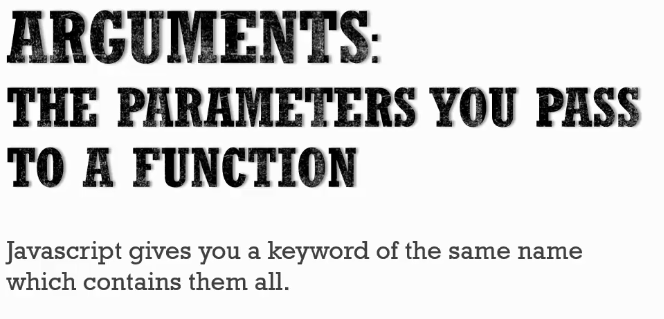 ARGUMENTS:
THE PARAMETERS YOU PASS
TO A FUNCTION
Javascript gives you a keyword of the same name
which contains them all.